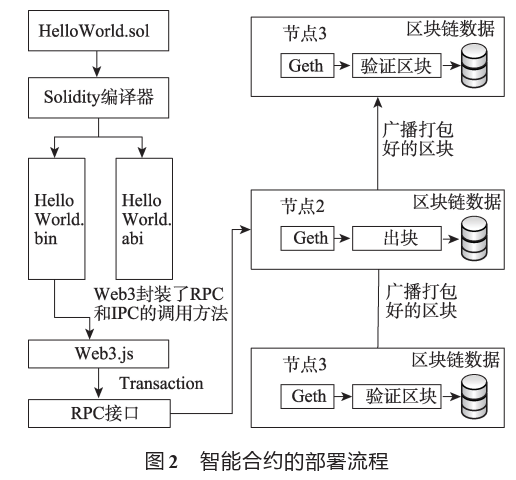 HelloWorld.sol
Solidity编译器
Hello
World.
bin
Hello
World.
abi
Web3封装了RPC
和IPC的调用方法
Web3.js
Transaction
RPC接口
节点3
区块链数据
Geth
验证区块
广播打包
好的区块
节点2
区块链数据
Geth
出块
广播打包
好的区块
节点3
区块链数据
Geth
验证区块
图2 智能合约的部署流程